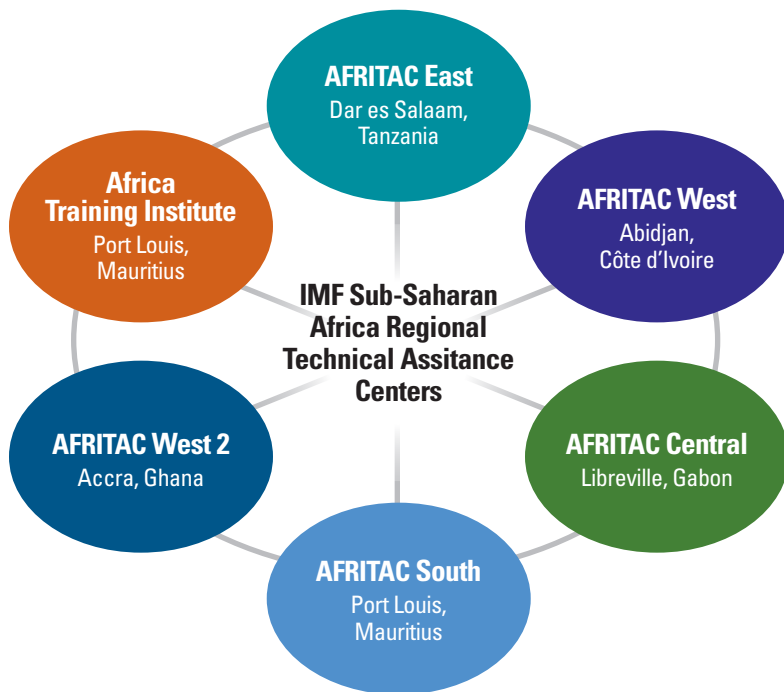 AFRITAC East
Dar es Salaam,
Tanzania
Africa
Training Institute
Port Louis,
Mauritius
AFRITAC West
Abidjan,
Côte d'Ivoire
IMF Sub-Saharan
Africa Regional
Technical Assitance
Centers
AFRITAC West 2
Accra, Ghana
AFRITAC Central
Libreville, Gabon
AFRITAC South
Port Louis,
Mauritius